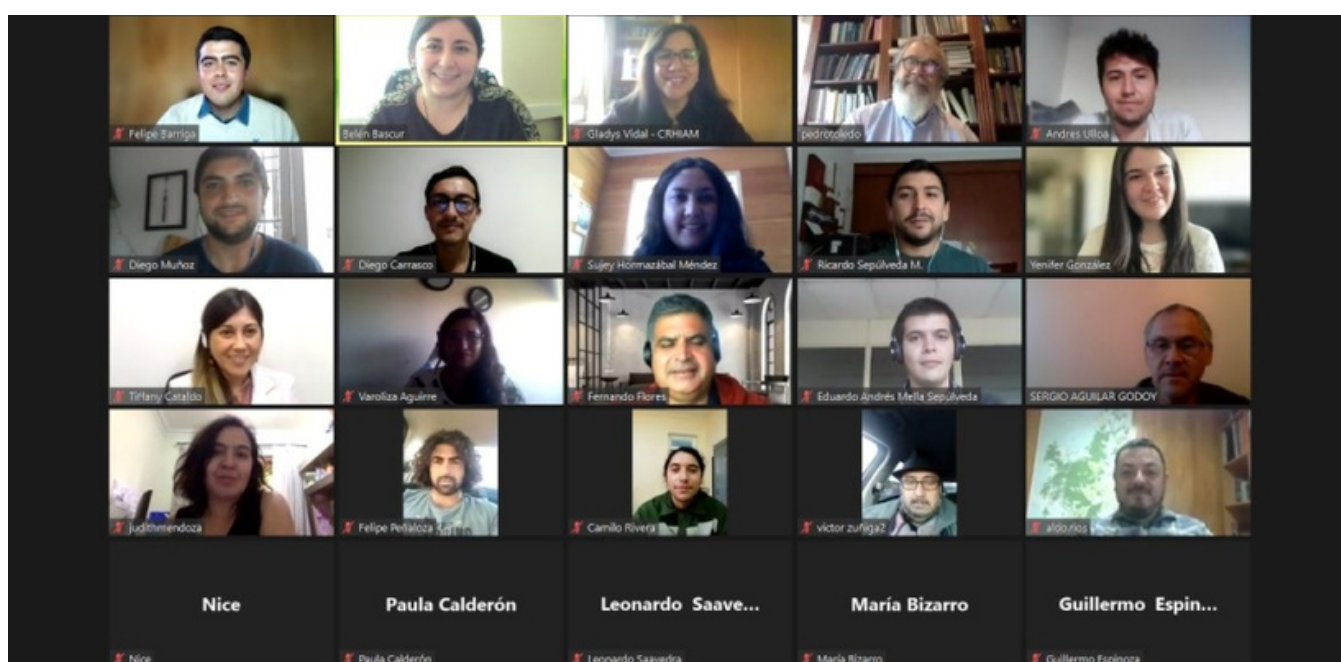 Felipe Barriga
Belén Bascur
Gladys Vidal - CRHIAM
pedrotoledo
Andres Ulloa
Diego Muñoz
Diego Carrasco
Sujey Hormazábal Méndez
Ricardo Sepúlveda M.
Yenifer González
Tiffany Cataldo
Varoliza Aguirre
Fernando Flores
Eduardo Andrés Mella Sepúlveda
SERGIO AGUILAR GODOY
judithmendoza
Felipe Peñaloza
Camilo Rivera
victor zuñiga2
aldo.rios
Nice
Paula Calderón
Leonardo Saave...
María Bizarro
Guillermo Espin...
Nice
Paula Calderón
Leonardo Saavedra
María Bizarro
Guillermo Espinoza